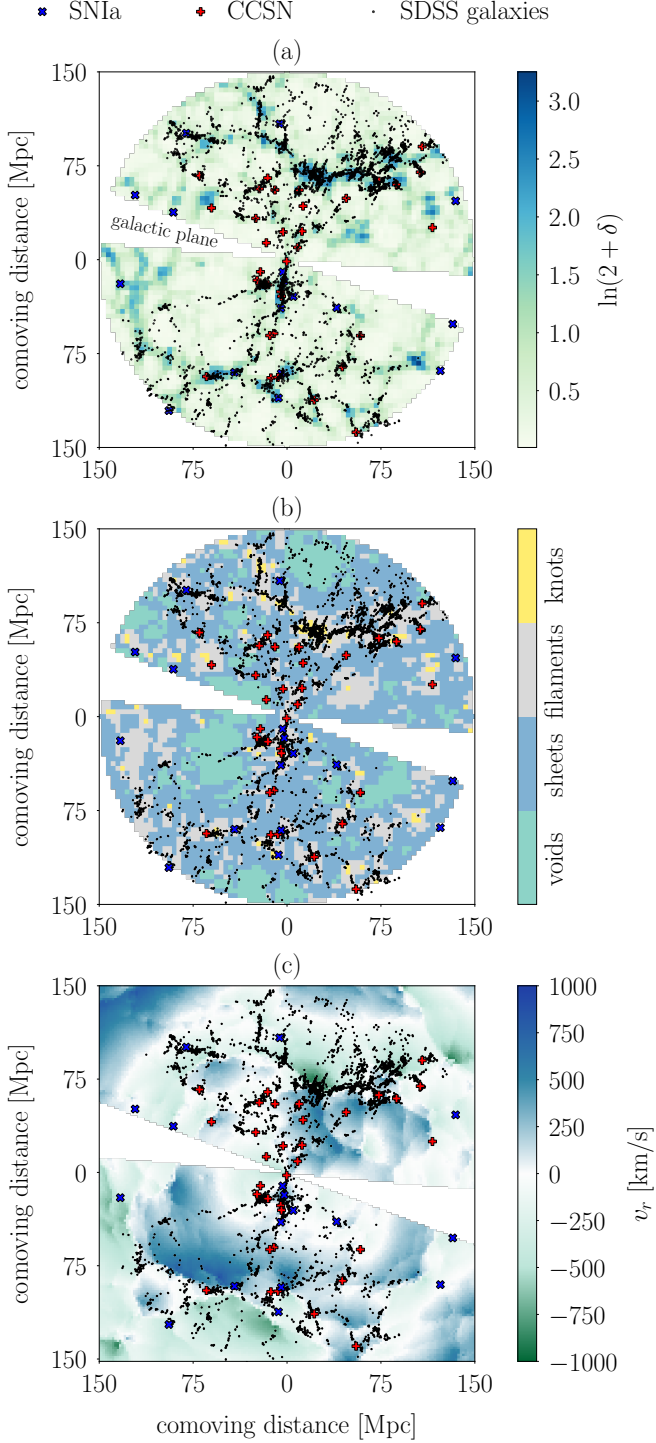 SNIa CCSN SDSS galaxies
(a)
150
75
0
75
150
comoving distance [Mpc]
galactic plane
150 75 0 75 150
3.0
2.5
2.0
1.5
1.0
0.5
ln(2 + δ)
(b)
150
75
0
75
150
comoving distance [Mpc]
150 75 0 75 150
knots
filaments
sheets
voids
(c)
150
75
0
75
150
comoving distance [Mpc]
150 75 0 75 150
comoving distance [Mpc]
1000
750
500
250
0
−250
−500
−750
−1000
v_r [km/s]